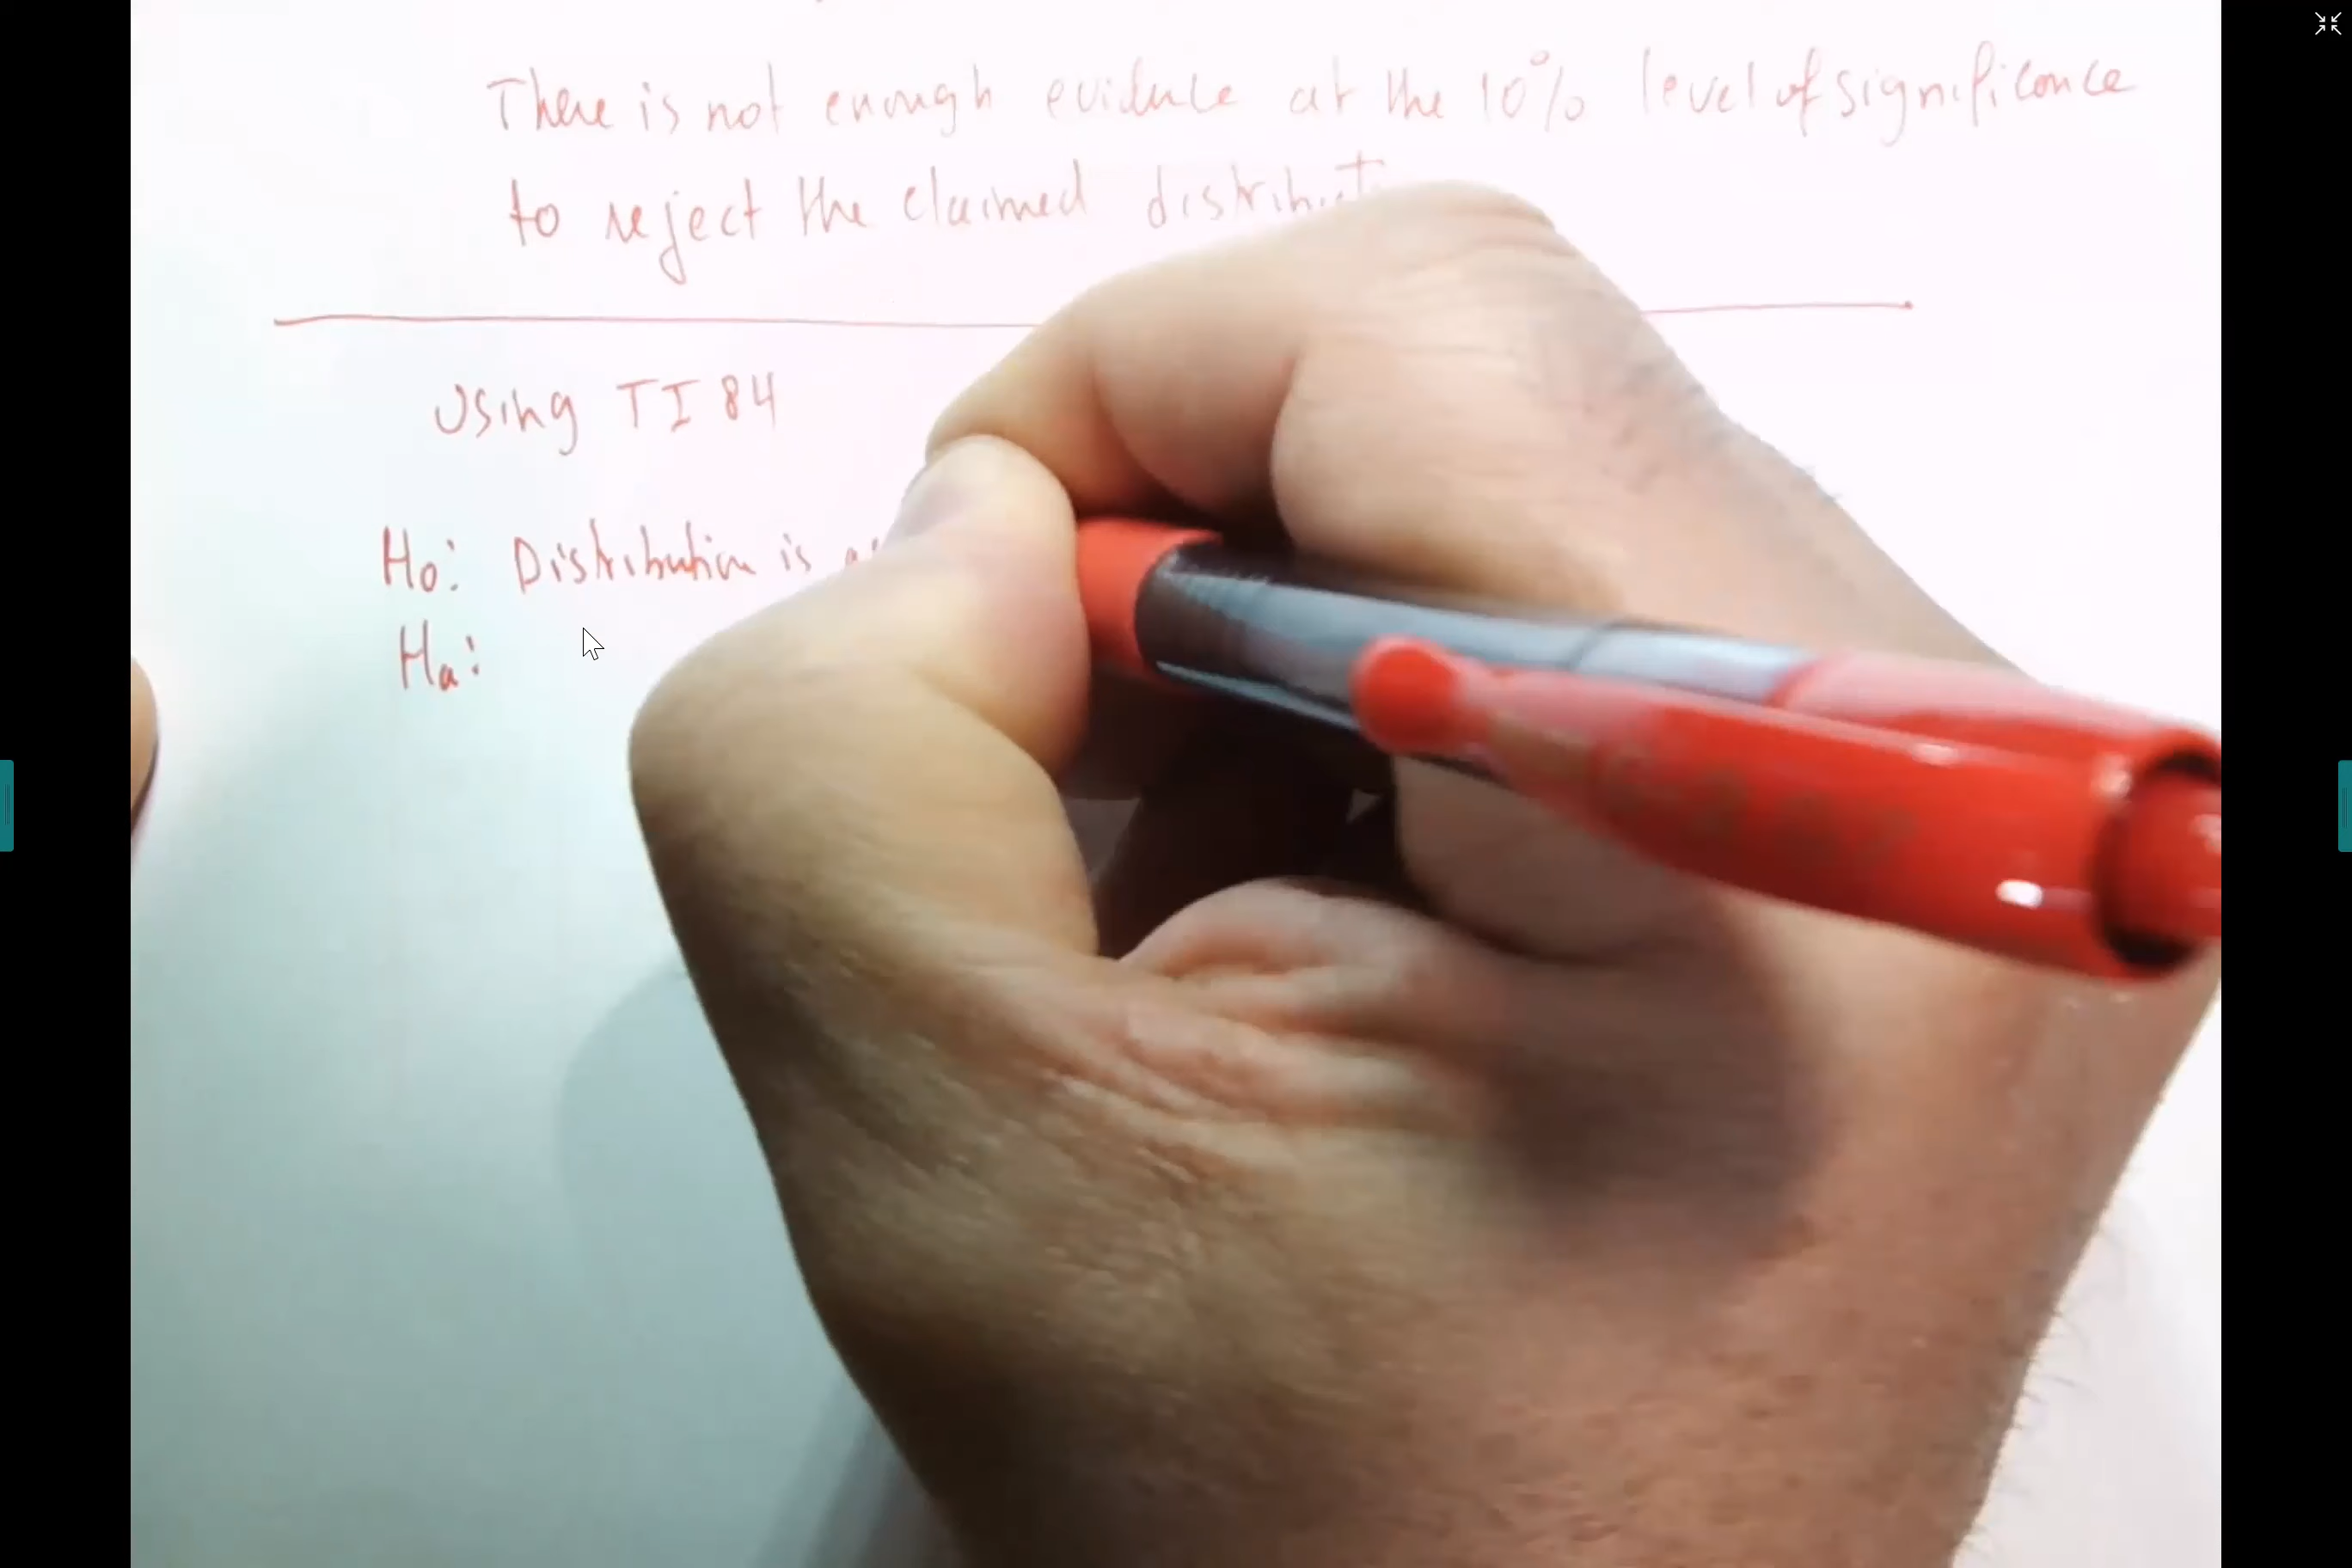 There is not enough evidence at the 10% level of significance
to reject the claimed
Using TI 84
Ho: Distribution is
Ha: